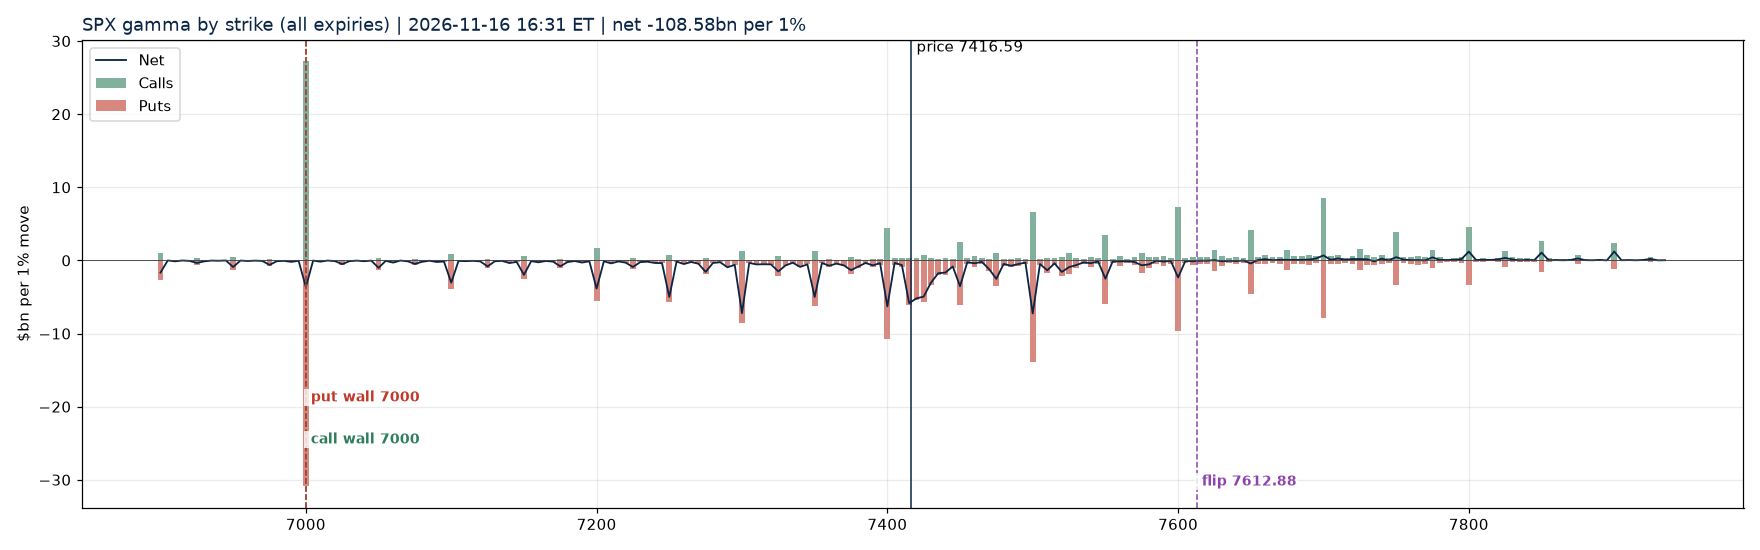 SPX gamma by strike (all expiries) | 2026-11-16 16:31 ET | net -108.58bn per 1%
Net
Calls
Puts
price 7416.59
$bn per 1% move
30
20
10
0
−10
−20
−30
put wall 7000
call wall 7000
flip 7612.88
7000
7200
7400
7600
7800